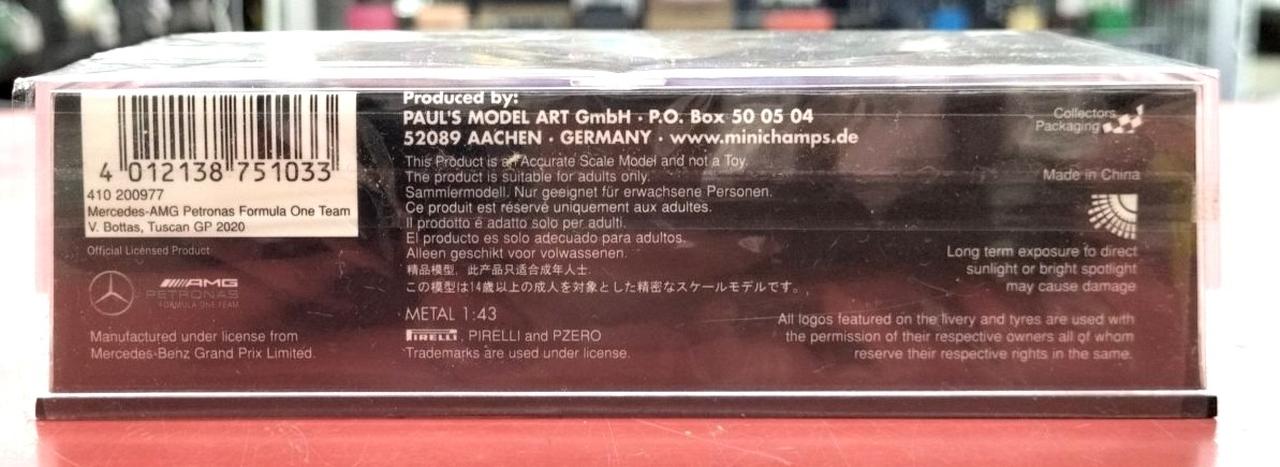 4 012138 751033
410 200977
Mercedes-AMG Petronas Formula One Team
V. Bottas, Tuscan GP 2020
Official Licensed Product
AMG
PETRONAS
FORMULA ONE TEAM
Manufactured under license from
Mercedes-Benz Grand Prix Limited.
Produced by:
PAUL'S MODEL ART GmbH · P.O. Box 50 05 04
52089 AACHEN · GERMANY · www.minichamps.de
This Product is an Accurate Scale Model and not a Toy.
The product is suitable for adults only.
Sammlermodell. Nur geeignet für erwachsene Personen.
Ce produit est réservé uniquement aux adultes.
Il prodotto è adatto solo per adulti.
El producto es solo adecuado para adultos.
Alleen geschikt voor volwassenen.
精品模型，此产品只适合成年人士.
この模型は14歳以上の成人を対象とした精密なスケールモデルです。
METAL 1:43
PIRELLI, PIRELLI and PZERO
Trademarks are used under license.
Collectors
Packaging
Made in China
Long term exposure to direct
sunlight or bright spotlight
may cause damage
All logos featured on the livery and tyres are used with
the permission of their respective owners all of whom
reserve their respective rights in the same.